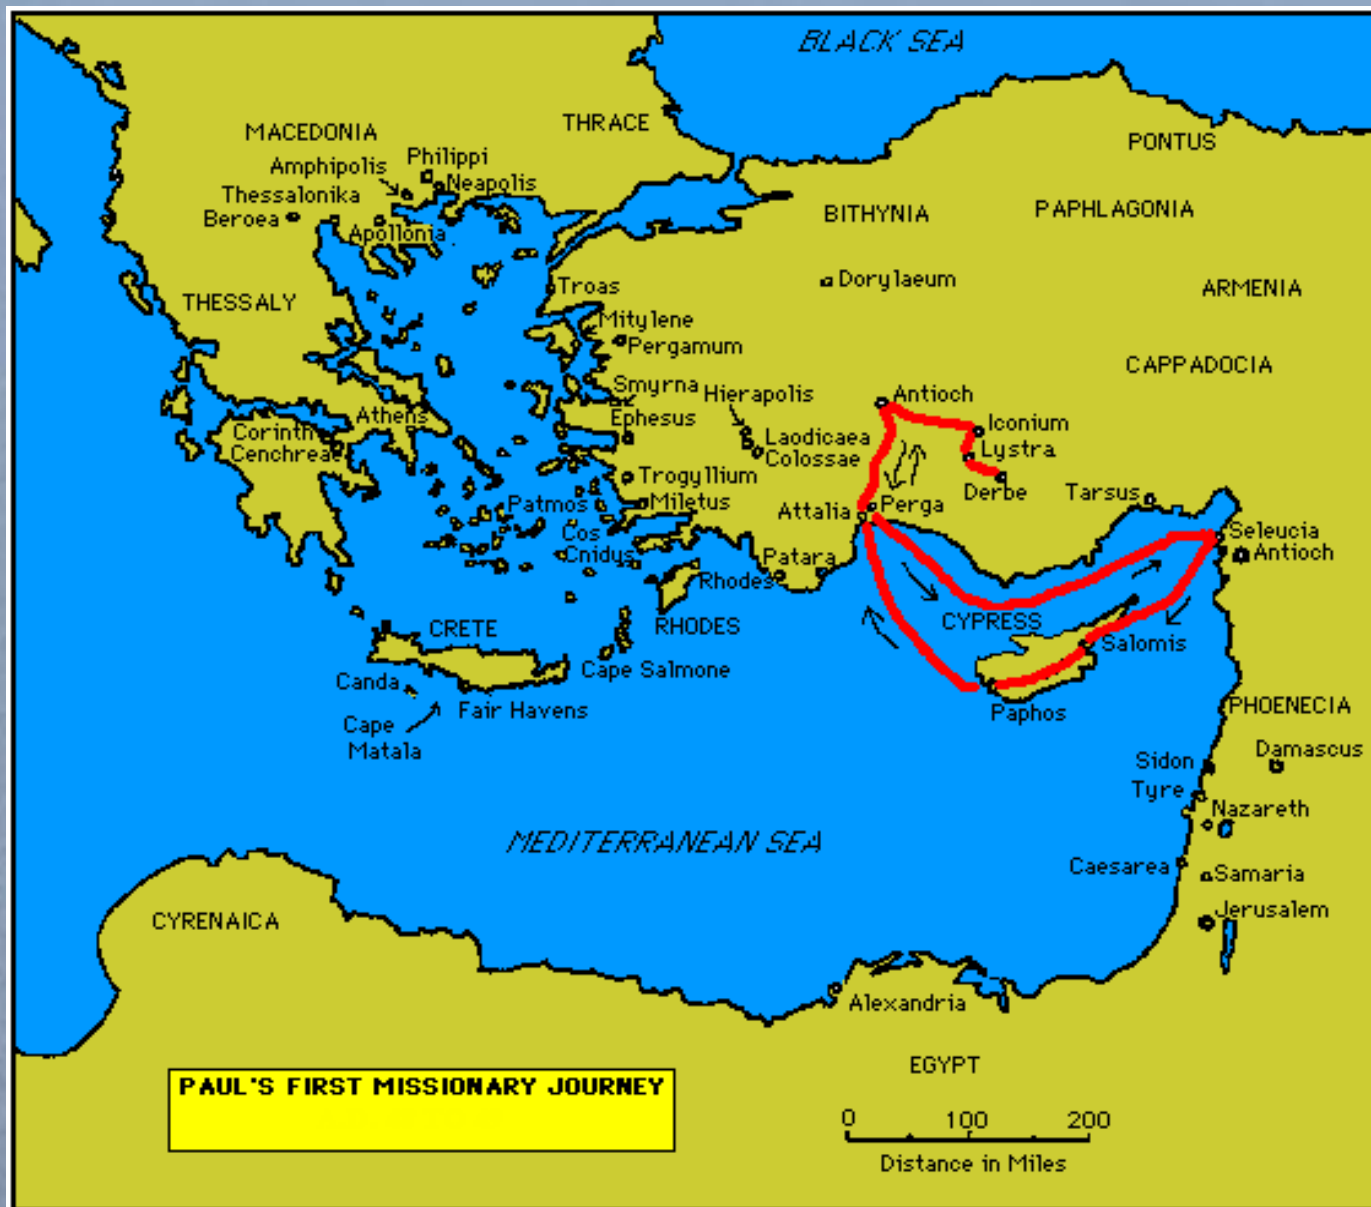 BLACK SEA
THRACE
MACEDONIA
PONTUS
Philippi
Amphipolis
Neapolis
Thessalonika
Beroea
Apollonia
BITHYNIA
PAPHLAGONIA
Dorylaeum
Troas
ARMENIA
THESSALY
Mitylene
Pergamum
CAPPADOCIA
Smyrna
Hierapolis
Antioch
Athens
Ephesus
Iconium
Corinth
Laodicaea
Lystra
Cenchrea
Colossae
Trogyllium
Derbe
Tarsus
Patmos
Miletus
Attalia
Perga
Cos
Seleucia
Cnidus
Patara
Antioch
Rhodes
CRETE
RHODES
CYPRESS
Salomis
Cape Salmone
Canda
Fair Havens
Paphos
PHOENECIA
Cape
Matala
Sidon
Damascus
Tyre
Nazareth
MEDITERRANEAN SEA
Caesarea
Samaria
CYRENAICA
Jerusalem
Alexandria
EGYPT
PAUL'S FIRST MISSIONARY JOURNEY
0 100 200
Distance in Miles